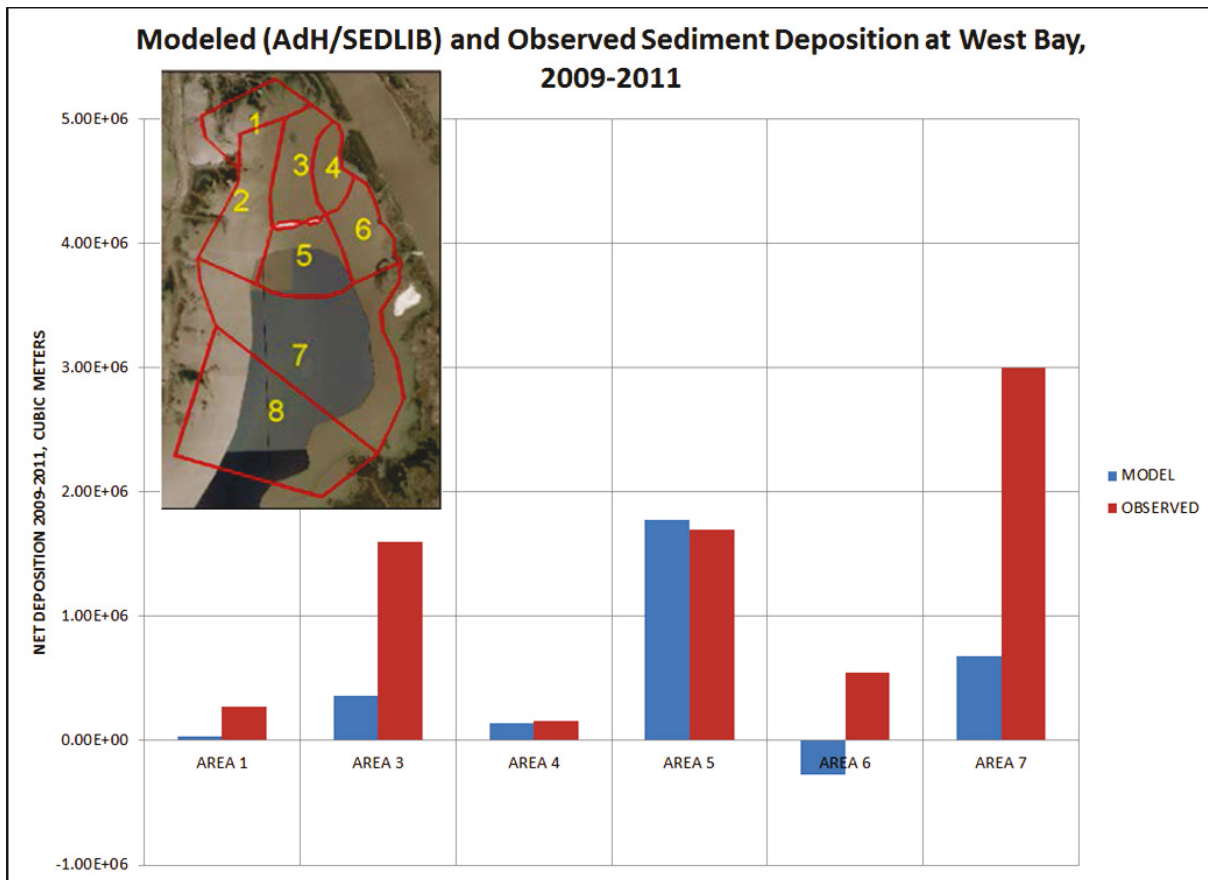 Modeled (AdH/SEDLIB) and Observed Sediment Deposition at West Bay,
2009-2011
NET DEPOSITION 2009-2011, CUBIC METERS
5.00E+06
4.00E+06
3.00E+06
2.00E+06
1.00E+06
0.00E+00
-1.00E+06
1
2
3
4
5
6
7
8
AREA 1
AREA 3
AREA 4
AREA 5
AREA 6
AREA 7
MODEL
OBSERVED